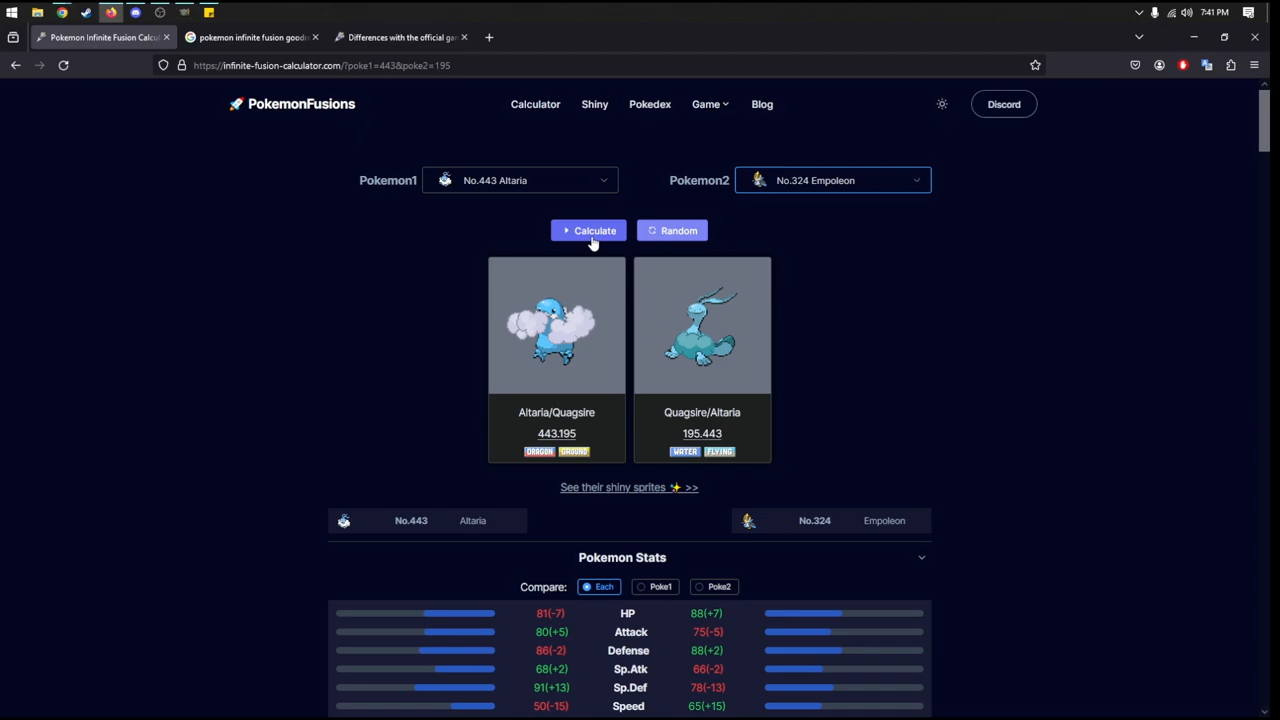 7:41 PM
Pokemon Infinite Fusion Calcul
pokemon infinite fusion good
Differences with the official ga
https://infinite-fusion-calculator.com/?poke1=443&poke2=195
PokemonFusions
Calculator
Shiny
Pokedex
Game
Blog
Discord
Pokemon1
No.443 Altaria
Pokemon2
No.324 Empoleon
Calculate
Random
Altaria/Quagsire
Quagsire/Altaria
443.195
195.443
DRAGON GROUND
WATER FLYING
See their shiny sprites ✨ >>
No.443 Altaria
No.324 Empoleon
Pokemon Stats
Compare: Each Poke1 Poke2
81(-7) HP 88(+7)
80(+5) Attack 75(-5)
86(-2) Defense 88(+2)
68(+2) Sp.Atk 66(-2)
91(+13) Sp.Def 78(-13)
50(-15) Speed 65(+15)